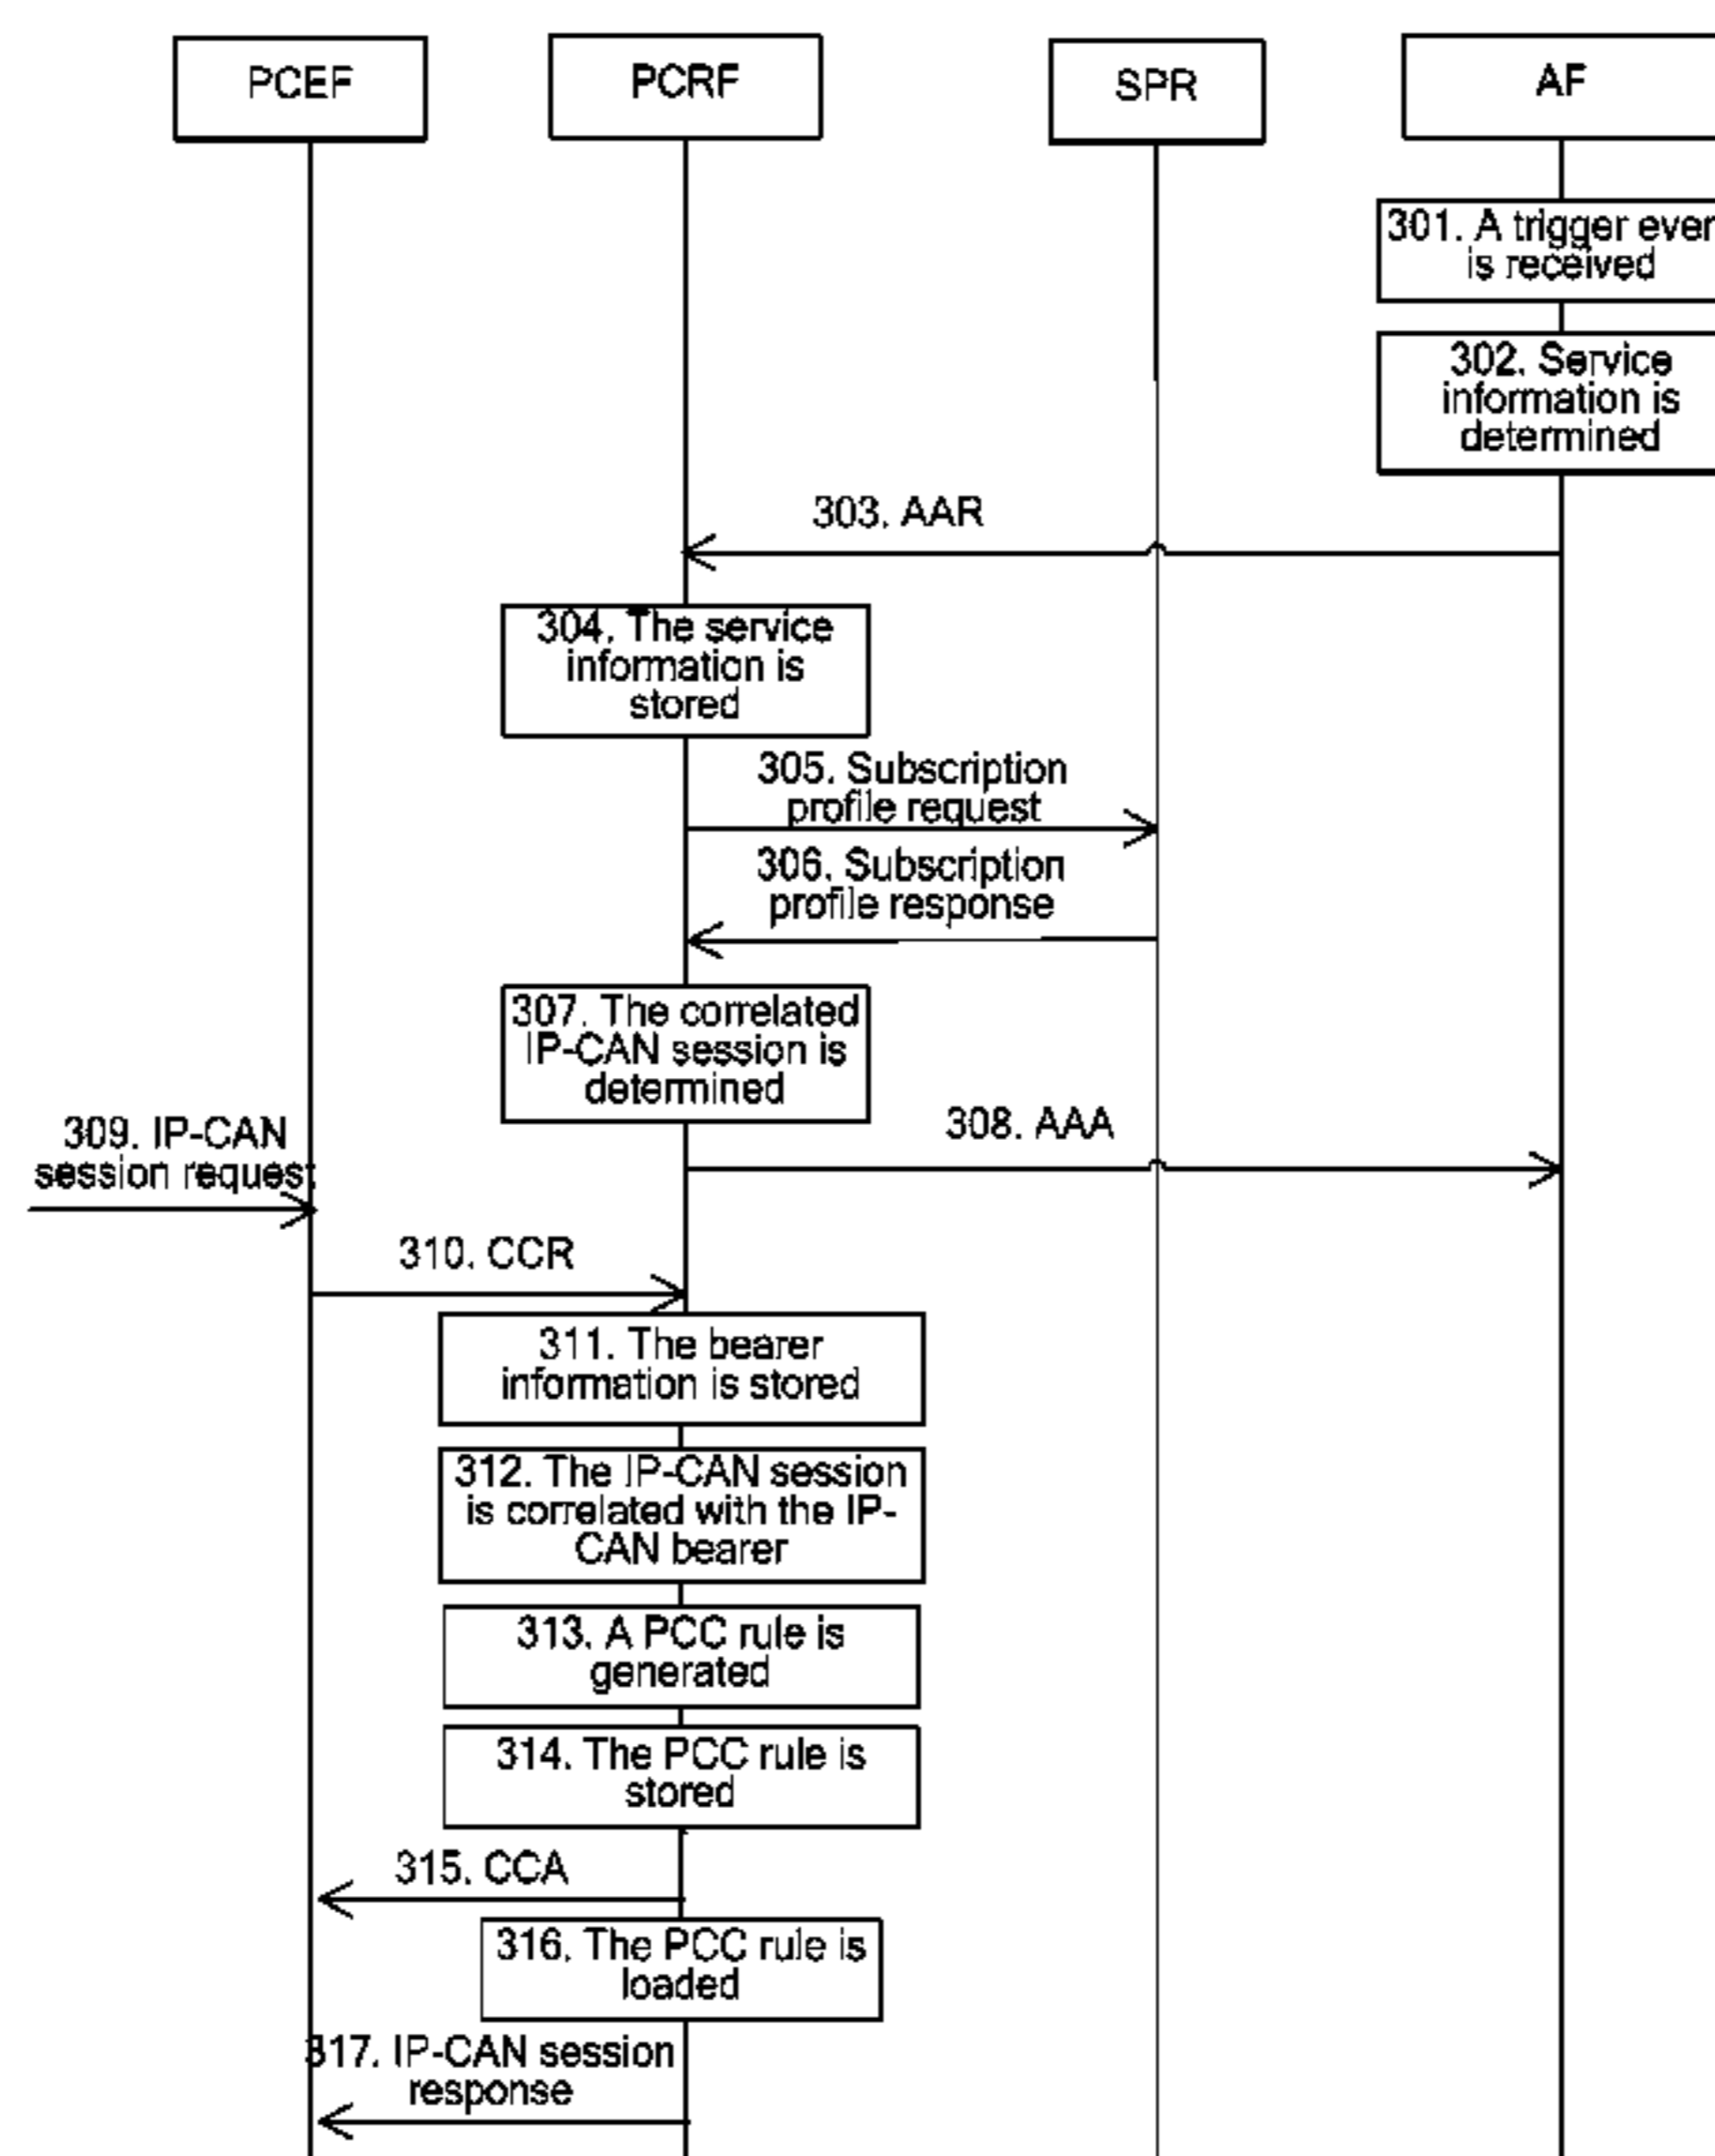 PCEF
PCRF
SPR
AF
301. A trigger
is received
302. Service
information is
determined
303. AAR
304. The service
information is
stored
305. Subscription
profile request
306. Subscription
profile response
307. The correlated
IP-CAN session is
determined
308. AAA
309. IP-CAN
session request
310. CCR
311. The bearer
information is stored
312. The IP-CAN session
is correlated with the IP-
CAN bearer
313. A PCC rule is
generated
314. The PCC rule is
stored
315. CCA
316. The PCC rule is
loaded
317. IP-CAN session
response